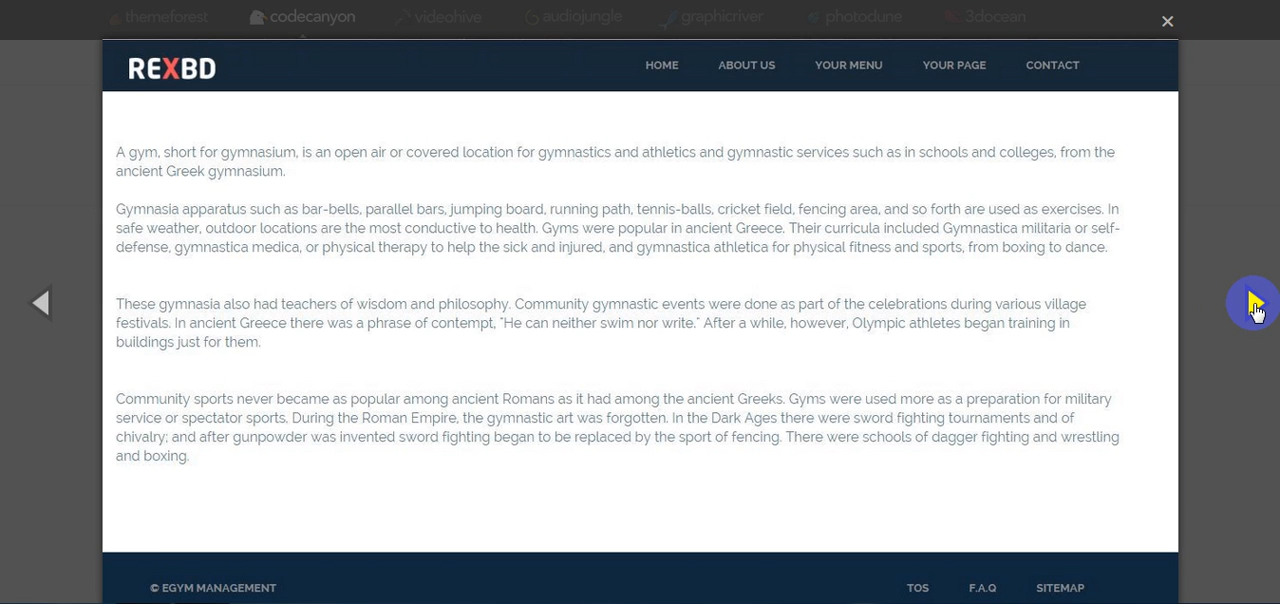 themeforest codecanyon videohive audiojungle graphicriver photodune 3docean
×
REXBD HOME ABOUT US YOUR MENU YOUR PAGE CONTACT
A gym, short for gymnasium, is an open air or covered location for gymnastics and athletics and gymnastic services such as in schools and colleges, from the
ancient Greek gymnasium.
Gymnasia apparatus such as bar-bells, parallel bars, jumping board, running path, tennis-balls, cricket field, fencing area, and so forth are used as exercises. In
safe weather, outdoor locations are the most conductive to health. Gyms were popular in ancient Greece. Their curricula included Gymnastica militaria or self-
defense, gymnastica medica, or physical therapy to help the sick and injured, and gymnastica athletica for physical fitness and sports, from boxing to dance.
These gymnasia also had teachers of wisdom and philosophy. Community gymnastic events were done as part of the celebrations during various village
festivals. In ancient Greece there was a phrase of contempt, "He can neither swim nor write." After a while, however, Olympic athletes began training in
buildings just for them.
Community sports never became as popular among ancient Romans as it had among the ancient Greeks. Gyms were used more as a preparation for military
service or spectator sports. During the Roman Empire, the gymnastic art was forgotten. In the Dark Ages there were sword fighting tournaments and of
chivalry; and after gunpowder was invented sword fighting began to be replaced by the sport of fencing. There were schools of dagger fighting and wrestling
and boxing.
© EGYM MANAGEMENT TOS F.A.Q SITEMAP